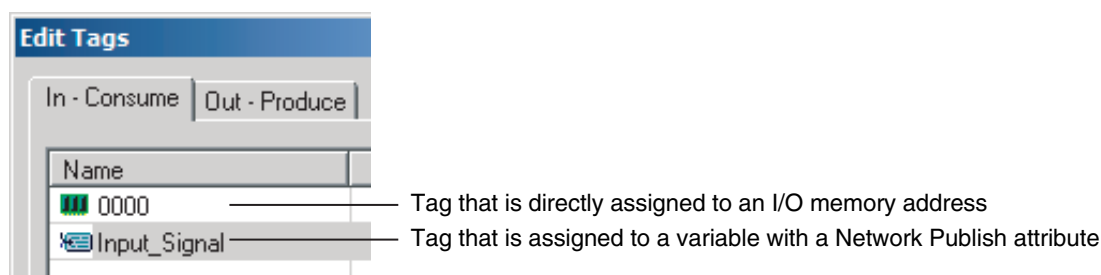 Edit Tags
In - Consume Out - Produce
Name
0000 Tag that is directly assigned to an I/O memory address
Input_Signal Tag that is assigned to a variable with a Network Publish attribute